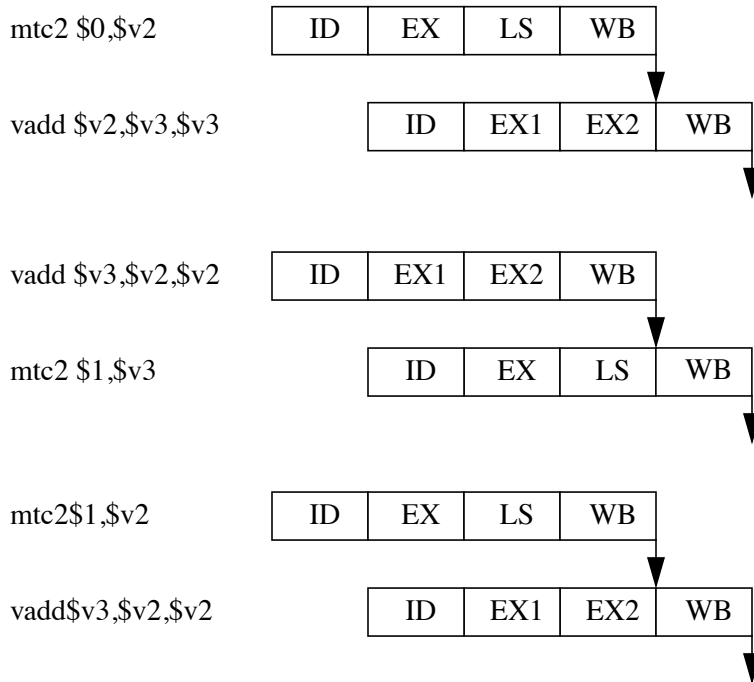 mtc2 $0,$v2 ID EX LS WB
vadd $v2,$v3,$v3 ID EX1 EX2 WB
vadd $v3,$v2,$v2 ID EX1 EX2 WB
mtc2 $1,$v3 ID EX LS WB
mtc2$1,$v2 ID EX LS WB
vadd$v3,$v2,$v2 ID EX1 EX2 WB